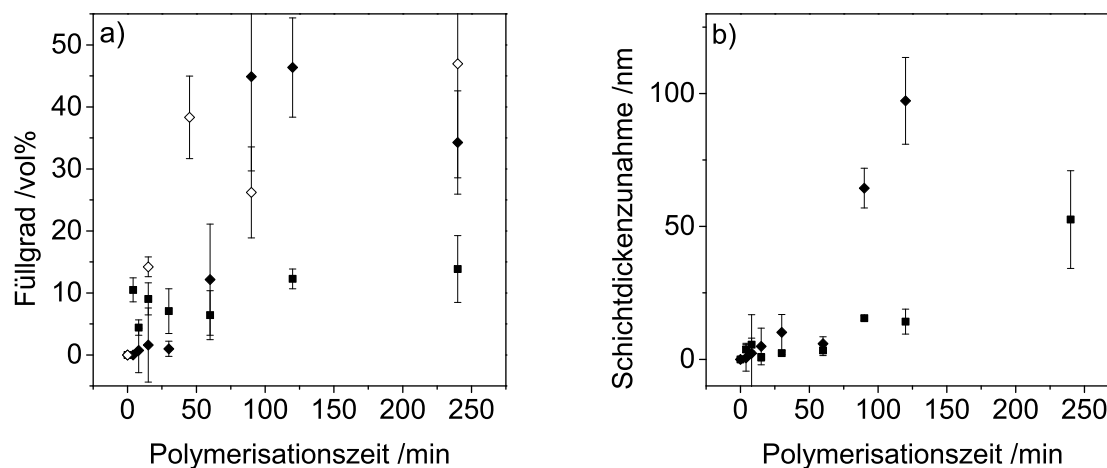 a)
Füllgrad /vol%
50
40
30
20
10
0
0 50 100 150 200 250
Polymerisationszeit /min
b)
Schichtdickenzunahme /nm
100
50
0
0 50 100 150 200 250
Polymerisationszeit /min